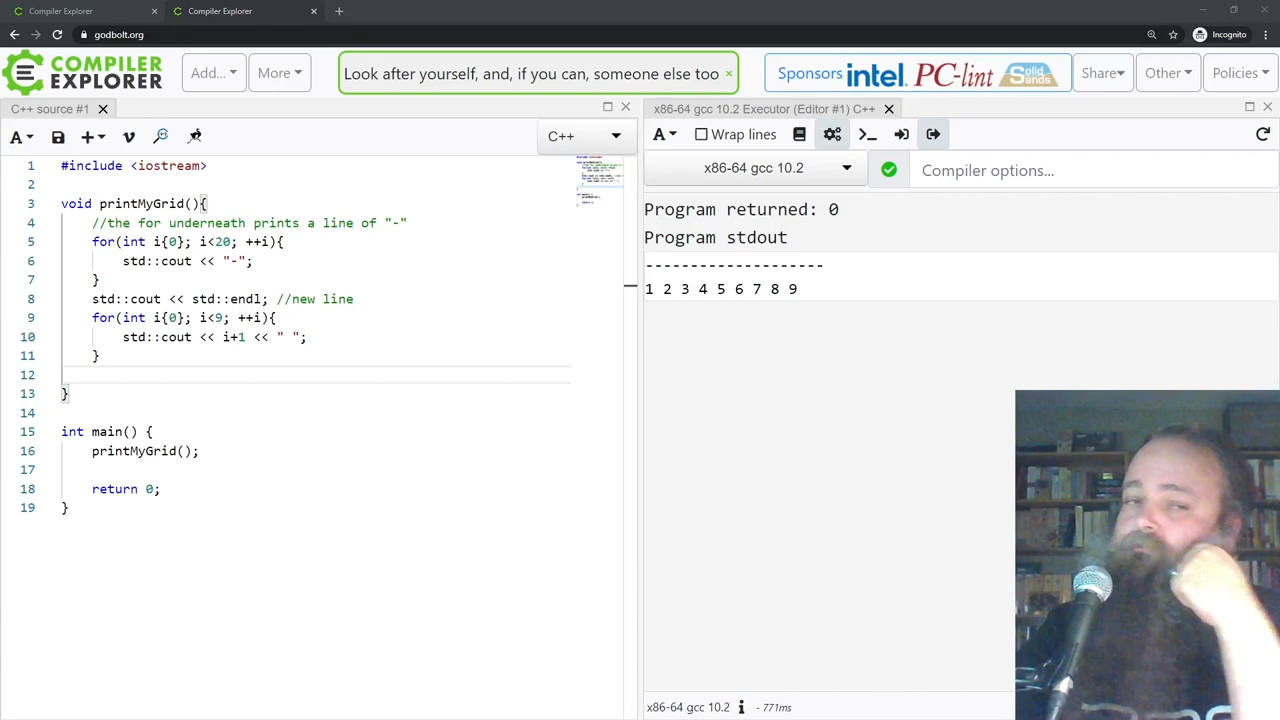 Compiler Explorer
Compiler Explorer
godbolt.org
Incognito
COMPILER
EXPLORER
Add...
More
Look after yourself, and, if you can, someone else too ×
Sponsors intel. PC-lint Solid Sands
Share
Other
Policies
C++ source #1
A
C++
1 #include <iostream>
2
3 void printMyGrid(){
4 //the for underneath prints a line of "-"
5 for(int i{0}; i<20; ++i){
6 std::cout << "-";
7 }
8 std::cout << std::endl; //new line
9 for(int i{0}; i<9; ++i){
10 std::cout << i+1 << " ";
11 }
12
13 }
14
15 int main() {
16 printMyGrid();
17
18 return 0;
19 }
x86-64 gcc 10.2 Executor (Editor #1) C++
A
Wrap lines
x86-64 gcc 10.2
Compiler options...
Program returned: 0
Program stdout
--------------------
1 2 3 4 5 6 7 8 9
x86-64 gcc 10.2 i - 771ms